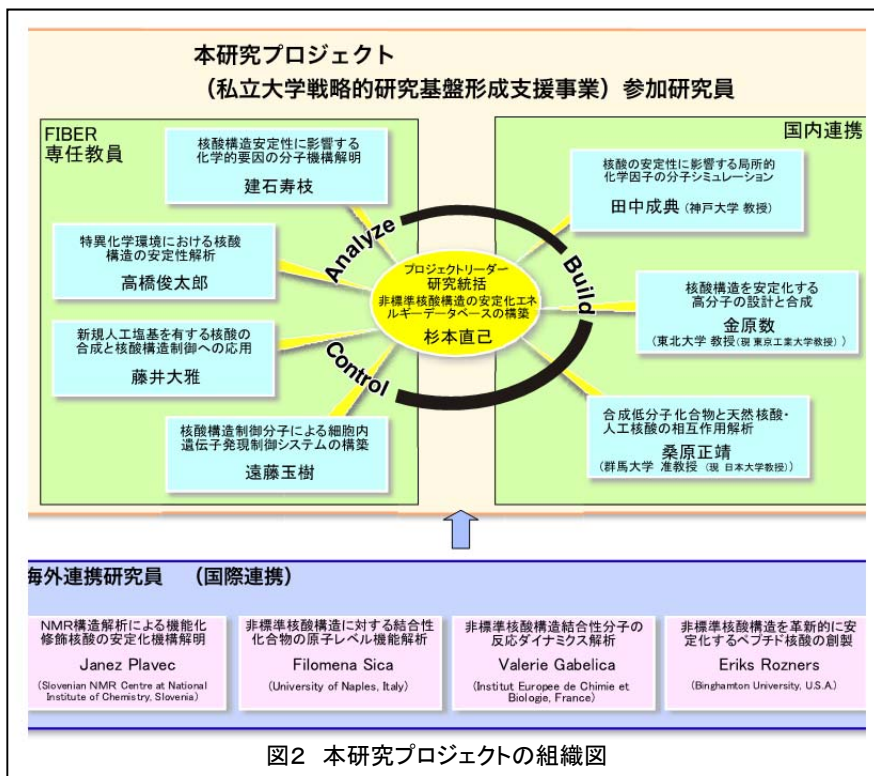 本研究プロジェクト
（私立大学戦略的研究基盤形成支援事業）参加研究員
FIBER
専任教員
核酸構造安定性に影響する
化学的要因の分子機構解明
建石寿枝
特異化学環境における核酸
構造の安定性解析
高橋俊太郎
新規人工塩基を有する核酸の
合成と核酸構造制御への応用
藤井大雅
核酸構造制御分子による細胞内
遺伝子発現制御システムの構築
遠藤玉樹
Analyze
Build
Control
プロジェクトリーダー
研究統括
非標準核酸構造の安定化エネ
ルギーデータベースの構築
杉本直己
国内連携
核酸の安定性に影響する局所的
化学因子の分子シミュレーション
田中成典（神戸大学 教授）
核酸構造を安定化する
高分子の設計と合成
金原数
（東北大学 教授（現 東京工業大学教授））
合成低分子化合物と天然核酸・
人工核酸の相互作用解析
桑原正靖
（群馬大学 准教授（現 日本大学教授））
海外連携研究員　（国際連携）
NMR構造解析による機能化
修飾核酸の安定化機構解明
Janez Plavec
(Slovenian NMR Centre at National
Institute of Chemistry, Slovenia)
非標準核酸構造に対する結合性
化合物の原子レベル機能解析
Filomena Sica
(University of Naples, Italy)
非標準核酸構造結合性分子の
反応ダイナミクス解析
Valerie Gabelica
(Institut Europee de Chimie et
Biologie, France)
非標準核酸構造を革新的に安
定化するペプチド核酸の創製
Eriks Rozners
(Binghamton University, U.S.A)
図2　本研究プロジェクトの組織図